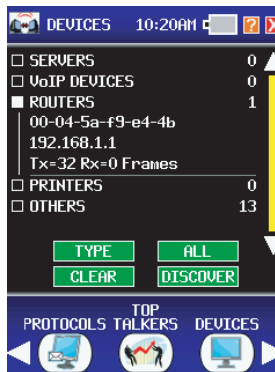 DEVICES 10:20AM ?
SERVERS 0
VoIP DEVICES 0
ROUTERS 1
00-04-5a-f9-e4-4b
192.168.1.1
Tx=32 Rx=0 Frames
PRINTERS 0
OTHERS 13
TYPE ALL
CLEAR DISCOVER
PROTOCOLS TOP TALKERS DEVICES